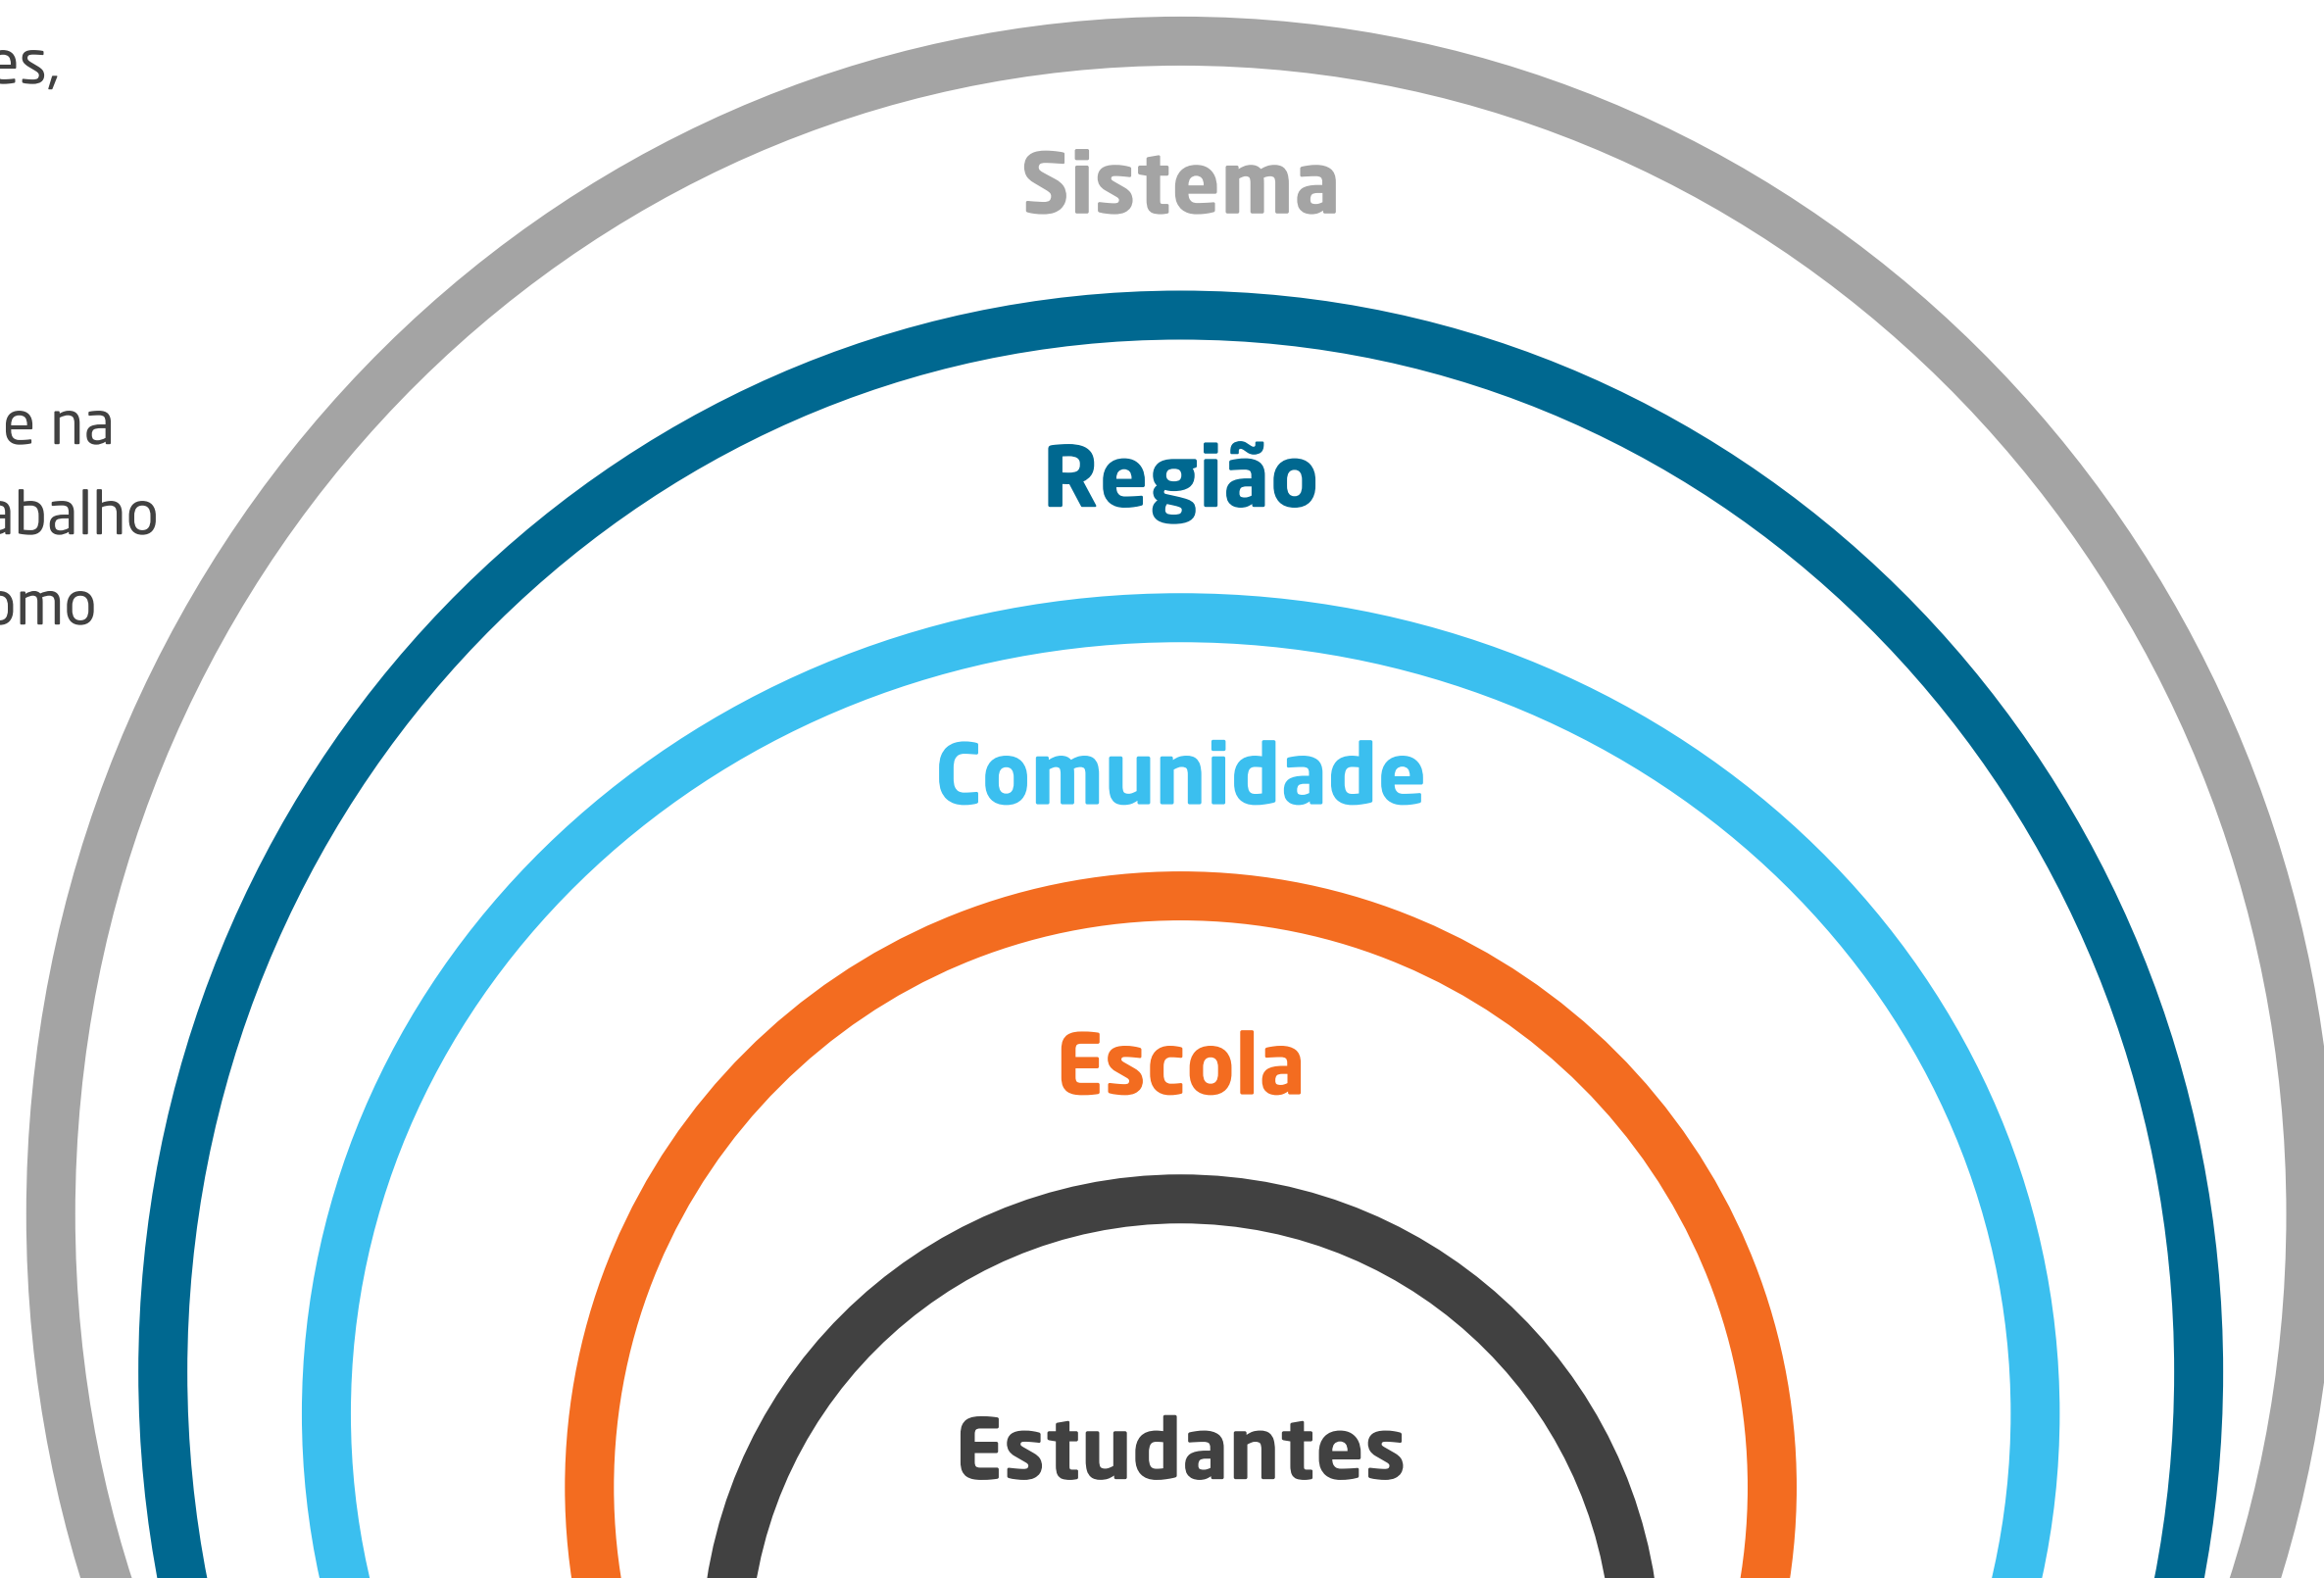 es,
e na
abalho
omo
Sistema
Região
Comunidade
Escola
Estudantes